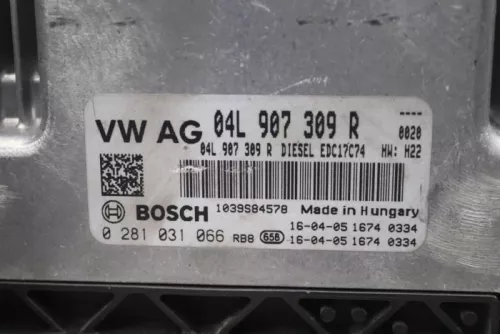 VW AG 04L 907 309 R ----
0020
04L 907 309 R DIESEL EDC17C74 HW: H22
BOSCH 1039S84578 Made in Hungary
0 281 031 066 RB8 658 16-04-05 1674 0334
16-04-05 1674 0334